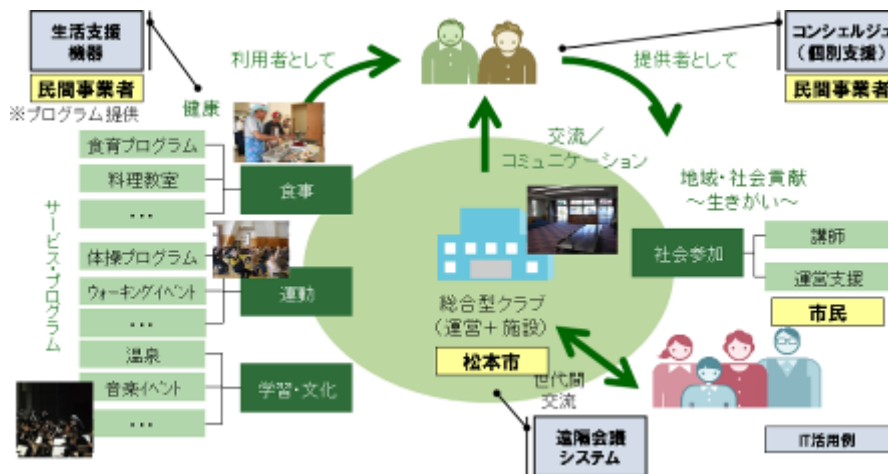 生活支援
機器
民間事業者
※プログラム提供
利用者として
健康
提供者として
コンシェルジュ
（個別支援）
民間事業者
サービス・プログラム
食育プログラム
料理教室
・・・
食事
体操プログラム
ウォーキングイベント
・・・
運動
温泉
音楽イベント
・・・
学習・文化
交流／
コミュニケーション
総合型クラブ
（運営＋施設）
松本市
地域・社会貢献
～生きがい～
社会参加
講師
運営支援
市民
世代間
交流
遠隔会議
システム
IT活用例